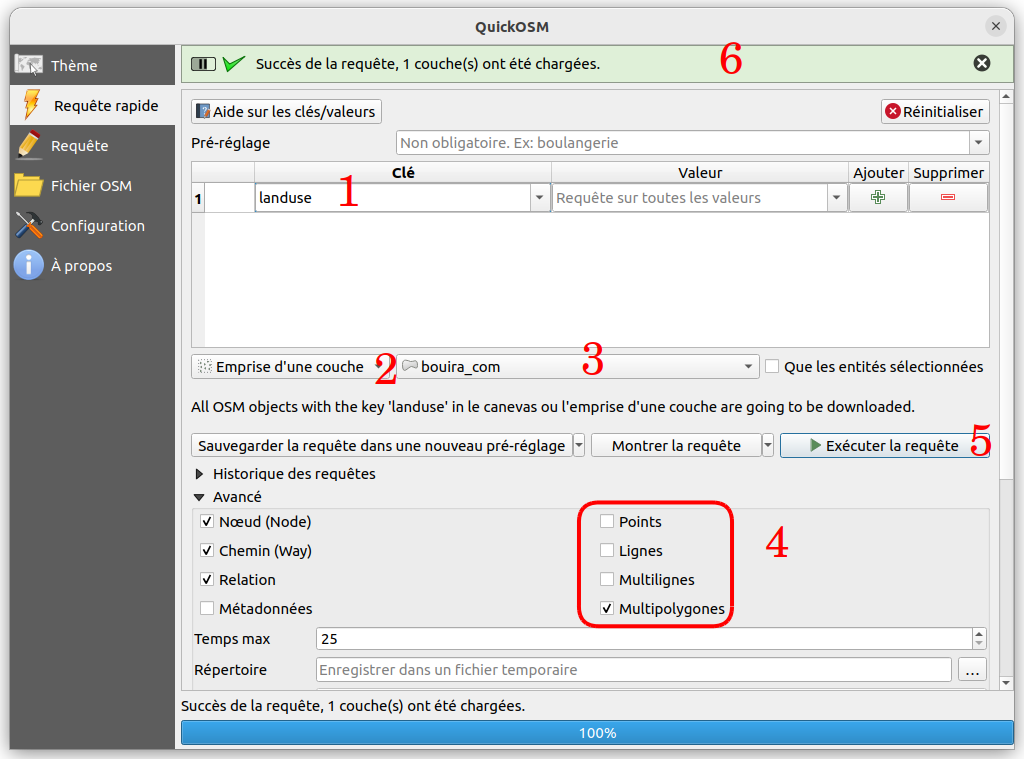 QuickOSM
Thème
Requête rapide
Requête
Fichier OSM
Configuration
À propos
Succès de la requête, 1 couche(s) ont été chargées. 6
Aide sur les clés/valeurs Réinitialiser
Pré-réglage Non obligatoire. Ex: boulangerie
Clé Valeur Ajouter Supprimer
1 landuse 1 Requête sur toutes les valeurs
Emprise d'une couche 2 bouira_com 3 Que les entités sélectionnées
All OSM objects with the key 'landuse' in le canevas ou l'emprise d'une couche are going to be downloaded.
Sauvegarder la requête dans une nouveau pré-réglage Montrer la requête Exécuter la requête 5
Historique des requêtes
Avancé
Nœud (Node) Points
Chemin (Way) Lignes 4
Relation Multilignes
Métadonnées Multipolygones
Temps max 25
Répertoire Enregistrer dans un fichier temporaire ...
Succès de la requête, 1 couche(s) ont été chargées.
100%